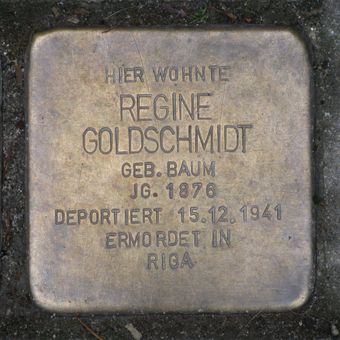 HIER WOHNTE
REGINE
GOLDSCHMIDT
GEB. BAUM
JG. 1876
DEPORTIERT 15.12.1941
ERMORDET IN
RIGA